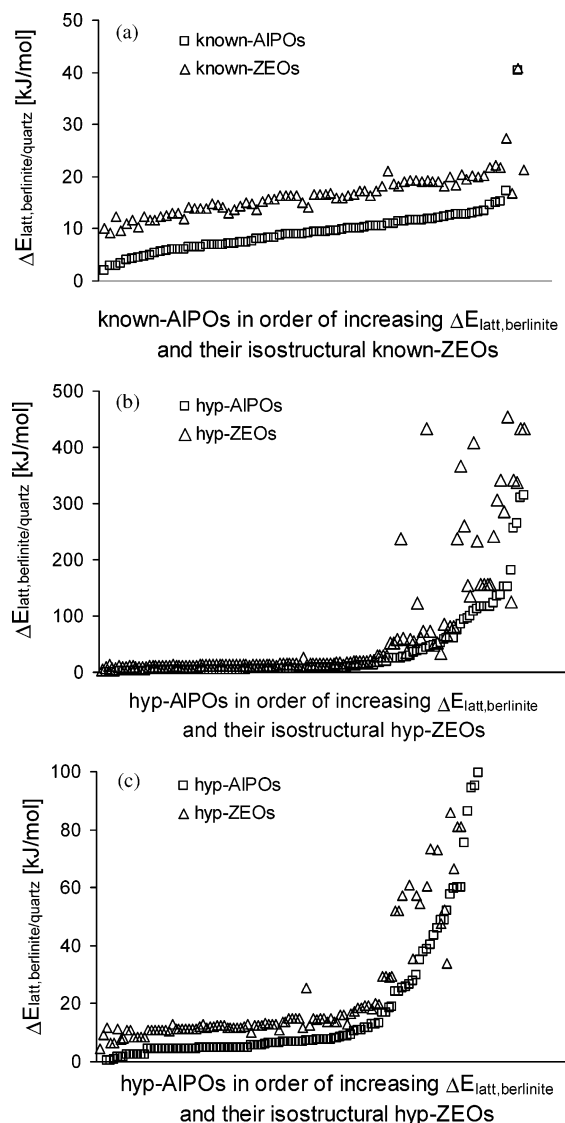 (a)
known-AlPOs
known-ZEOs
ΔElatt,berlinite/quartz [kJ/mol]
50
40
30
20
10
0
known-AlPOs in order of increasing ΔElatt,berlinite
and their isostructural known-ZEOs
(b)
hyp-AlPOs
hyp-ZEOs
ΔElatt,berlinite/quartz [kJ/mol]
500
400
300
200
100
0
hyp-AlPOs in order of increasing ΔElatt,berlinite
and their isostructural hyp-ZEOs
(c)
hyp-AlPOs
hyp-ZEOs
ΔElatt,berlinite/quartz [kJ/mol]
100
80
60
40
20
0
hyp-AlPOs in order of increasing ΔElatt,berlinite
and their isostructural hyp-ZEOs